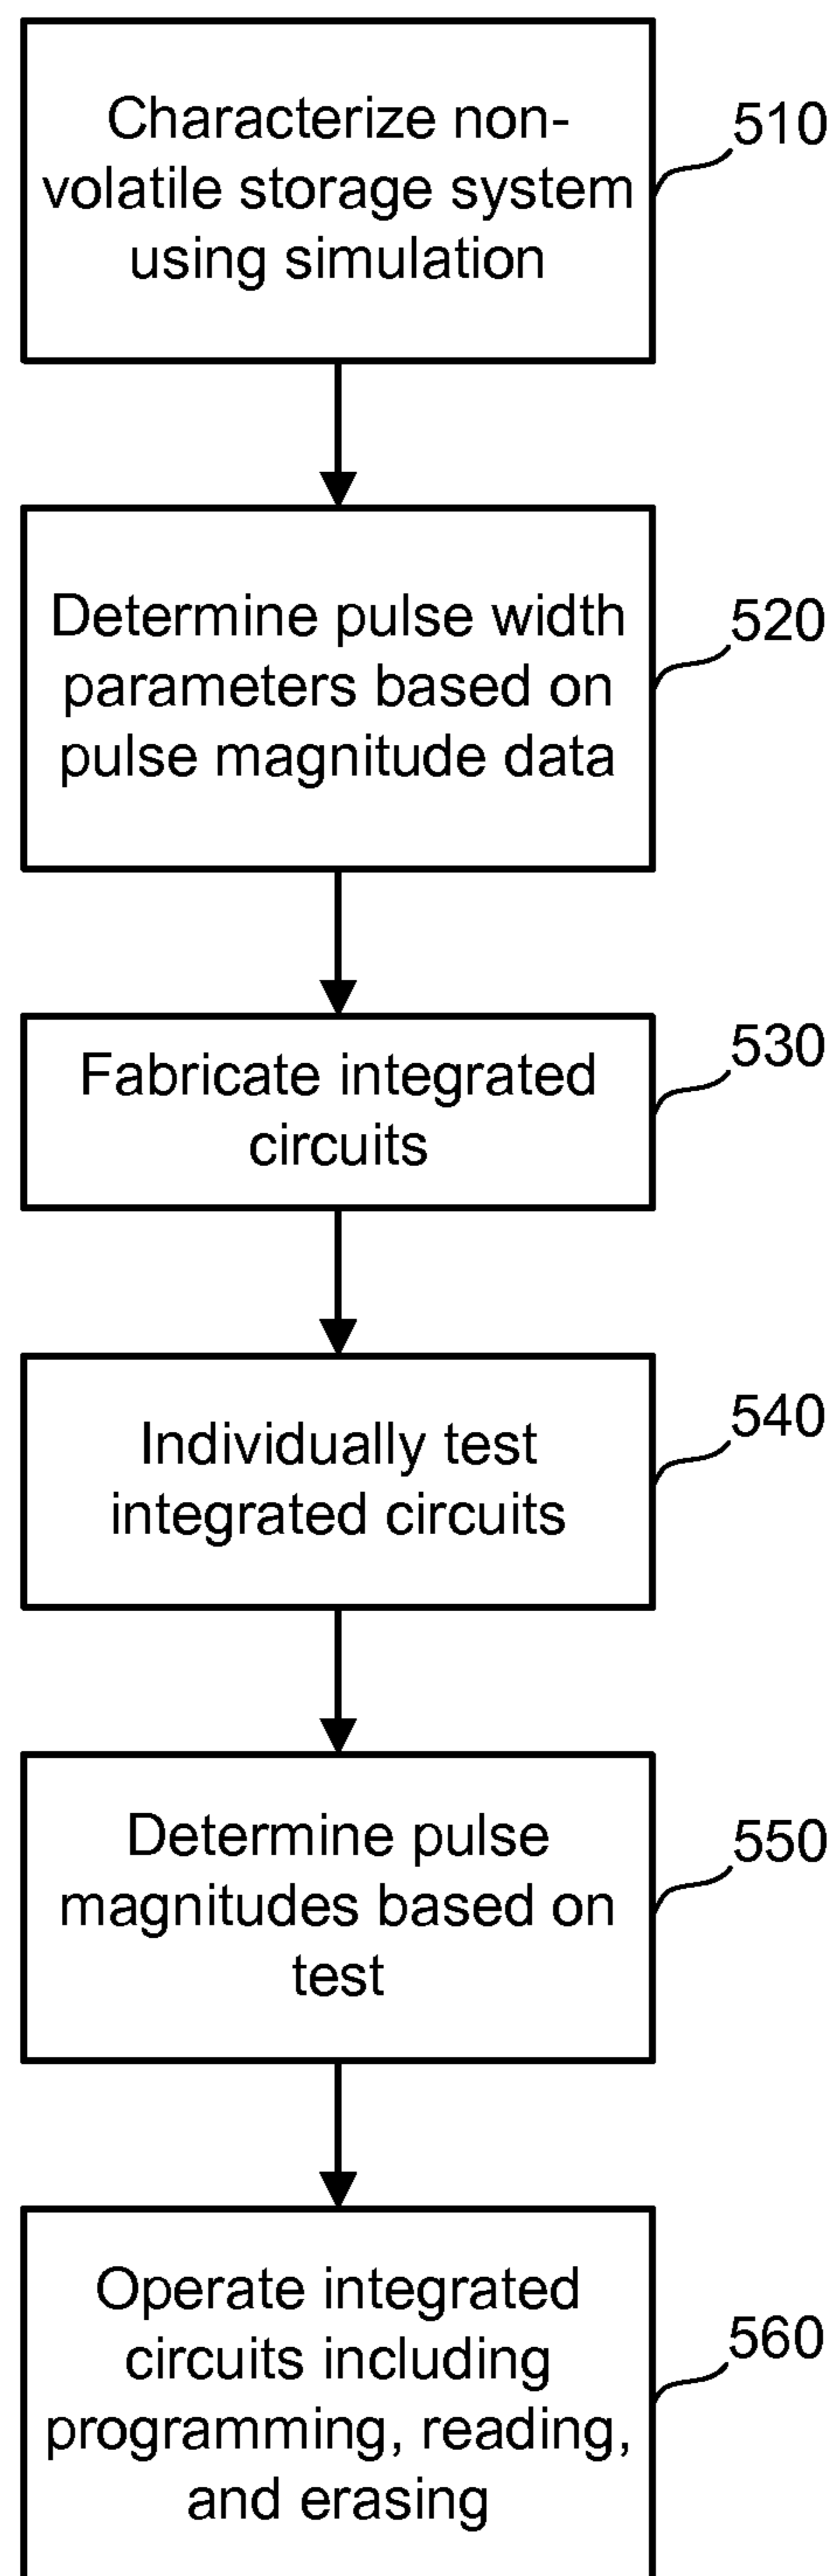 Characterize non-
volatile storage system
using simulation
510
Determine pulse width
parameters based on
pulse magnitude data
520
Fabricate integrated
circuits
530
Individually test
integrated circuits
540
Determine pulse
magnitudes based on
test
550
Operate integrated
circuits including
programming, reading,
and erasing
560